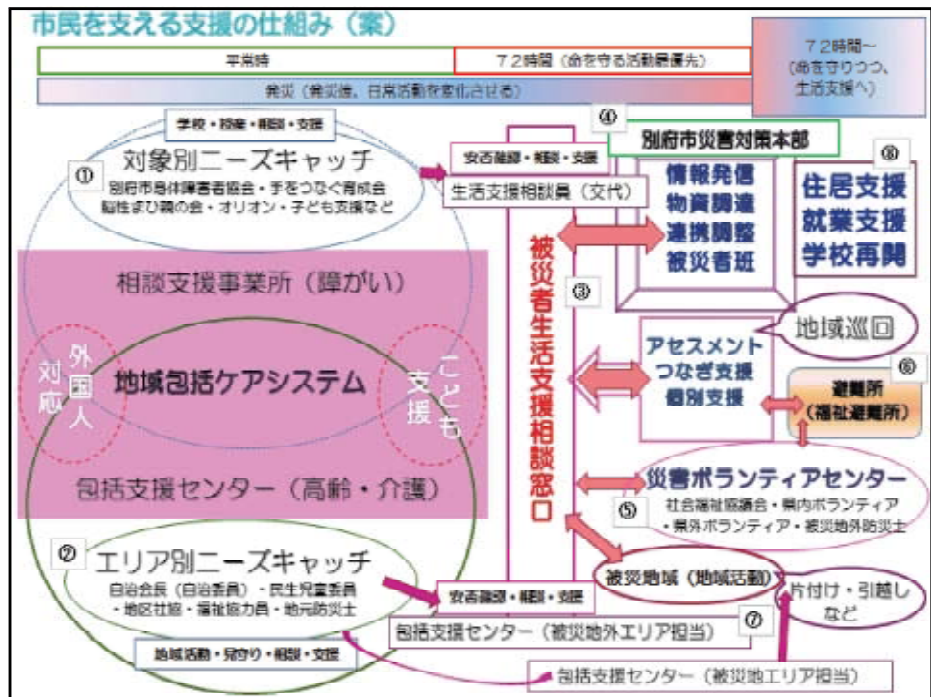 市民を支える支援の仕組み（案）
平常時
７２時間（命を守る活動最優先）
７２時間～
（命を守りつつ、
生活支援へ）
発災（発災後、日常活動を変化させる）
学校・授産・相談・支援
①
対象別ニーズキャッチ
別府市身体障害者協会・手をつなぐ育成会
脳性まひ親の会・オリオン・子ども支援など
相談支援事業所（障がい）
外国人
対応
地域包括ケアシステム
こども
支援
包括支援センター（高齢・介護）
②
エリア別ニーズキャッチ
自治会長（自治委員）・民生児童委員
・地区社協・福祉協力員・地元防災士
地域活動・見守り・相談・支援
安否確認・相談・支援
生活支援相談員（交代）
被災者生活支援相談窓口
③
④
別府市災害対策本部
情報発信
物資調達
連携調整
被災者班
⑧
住居支援
就業支援
学校再開
地域巡回
アセスメント
つなぎ支援
個別支援
⑥
避難所
（福祉避難所）
災害ボランティアセンター
⑤
社会福祉協議会・県内ボランティア
・県外ボランティア・被災地外防災士
被災地域（地域活動）
片付け・引越し
など
安否確認・相談・支援
⑦
包括支援センター（被災地外エリア担当）
包括支援センター（被災地エリア担当）